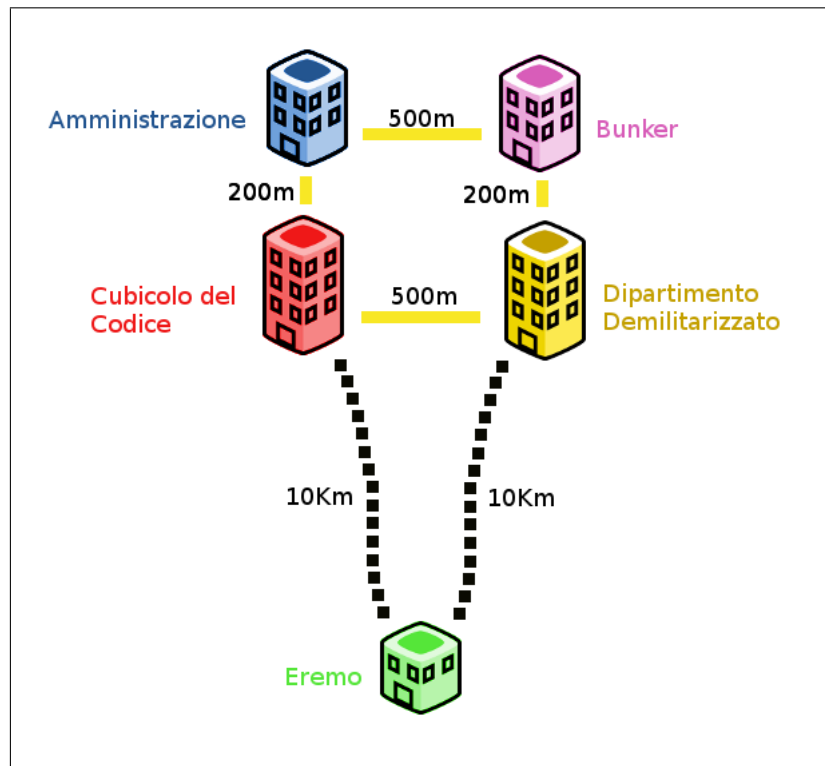 Amministrazione
500m
Bunker
200m
200m
Cubicolo del
Codice
500m
Dipartimento
Demilitarizzato
10Km
10Km
Eremo